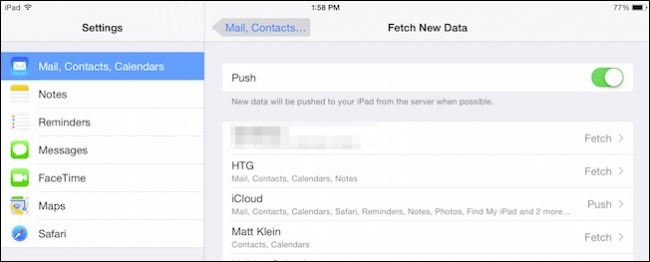 iPad 1:58 PM 77%
Settings
Mail, Contacts... Fetch New Data
Mail, Contacts, Calendars
Notes
Reminders
Messages
FaceTime
Maps
Safari
Push
New data will be pushed to your iPad from the server when possible.
Fetch
HTG
Mail, Contacts, Calendars, Notes
Fetch
iCloud
Mail, Contacts, Calendars, Safari, Reminders, Notes, Photos, Find My iPad and 2 more...
Push
Matt Klein
Contacts, Calendars
Fetch